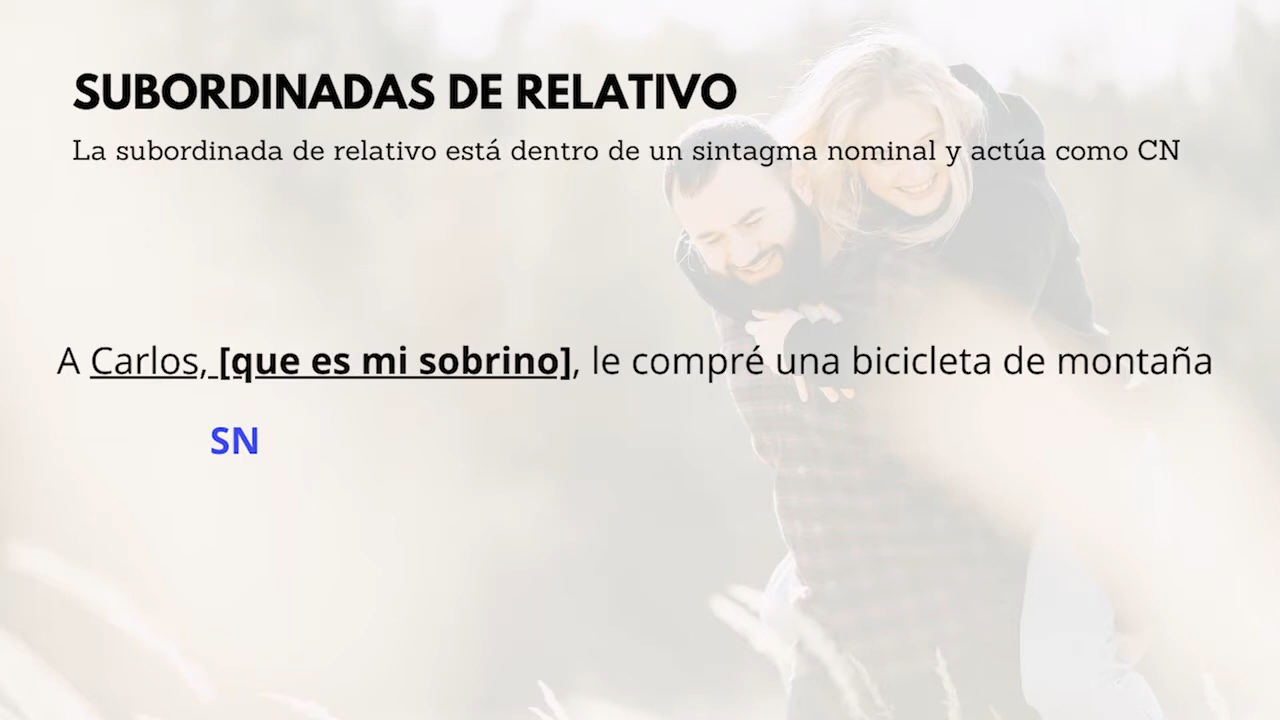 SUBORDINADAS DE RELATIVO
La subordinada de relativo está dentro de un sintagma nominal y actúa como CN
A Carlos, [que es mi sobrino], le compré una bicicleta de montaña
SN